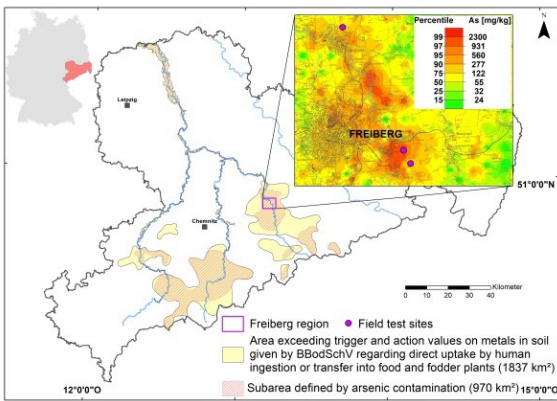 Percentile As [mg/kg]
99 2300
97 931
95 560
90 277
75 122
50 55
25 32
15 24
N
FREIBERG
Leipzig
Chemnitz
51°0'0"N
Kilometer
0 10 20 30 40
Freiberg region
Field test sites
Area exceeding trigger and action values on metals in soil
given by BBodSchV regarding direct uptake by human
ingestion or transfer into food and fodder plants (1837 km²)
Subarea defined by arsenic contamination (970 km²)
12°0'0"O 15°0'0"O